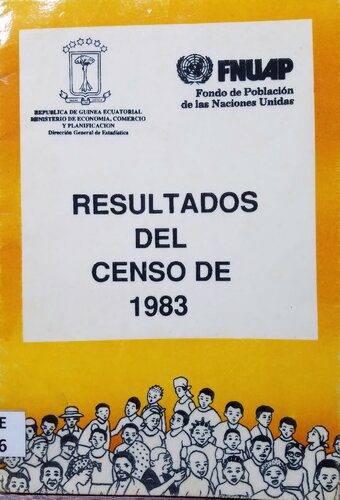 REPUBLICA DE GUINEA ECUATORIAL
MINISTERIO DE ECONOMIA, COMERCIO
Y PLANIFICACION
Dirección General de Estadística
FNUAP
Fondo de Población
de las Naciones Unidas
RESULTADOS
DEL
CENSO DE
1983
E
6